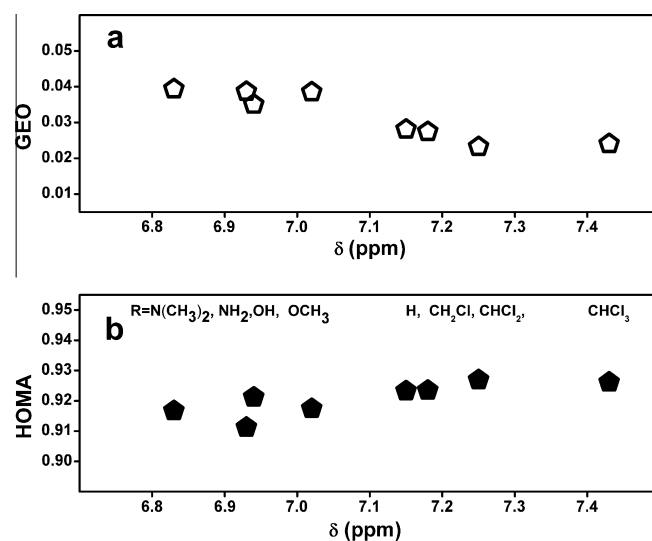 a
GEO
0.05
0.04
0.03
0.02
0.01
6.8 6.9 7.0 7.1 7.2 7.3 7.4
δ (ppm)
R=N(CH₃)₂, NH₂,OH, OCH₃ H, CH₂Cl, CHCl₂, CHCl₃
b
HOMA
0.95
0.94
0.93
0.92
0.91
0.90
6.8 6.9 7.0 7.1 7.2 7.3 7.4
δ (ppm)